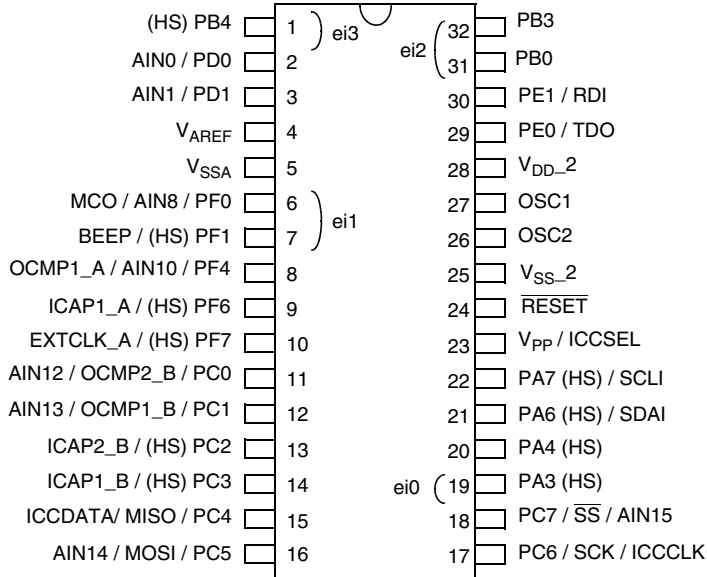 (HS) PB4 1 ei3 ei2 32 PB3
AIN0 / PD0 2 31 PB0
AIN1 / PD1 3 30 PE1 / RDI
VAREF 4 29 PE0 / TDO
VSSA 5 28 VDD_2
MCO / AIN8 / PF0 6 ei1 27 OSC1
BEEP / (HS) PF1 7 26 OSC2
OCMP1_A / AIN10 / PF4 8 25 VSS_2
ICAP1_A / (HS) PF6 9 24 RESET
EXTCLK_A / (HS) PF7 10 23 VPP / ICCSEL
AIN12 / OCMP2_B / PC0 11 22 PA7 (HS) / SCLI
AIN13 / OCMP1_B / PC1 12 21 PA6 (HS) / SDAI
ICAP2_B / (HS) PC2 13 20 PA4 (HS)
ICAP1_B / (HS) PC3 14 ei0 19 PA3 (HS)
ICCDATA/ MISO / PC4 15 18 PC7 / SS / AIN15
AIN14 / MOSI / PC5 16 17 PC6 / SCK / ICCCLK